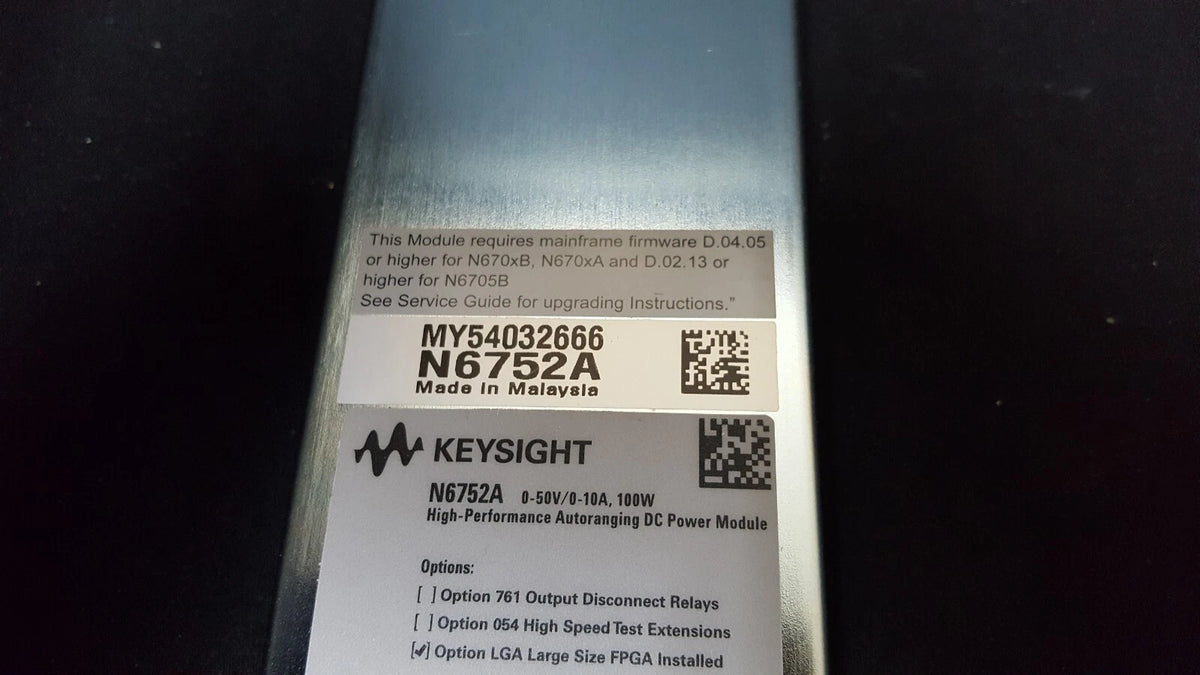 This Module requires mainframe firmware D.04.05
or higher for N670xB, N670xA and D.02.13 or
higher for N6705B
See Service Guide for upgrading Instructions."
MY54032666
N6752A
Made in Malaysia
KEYSIGHT
N6752A 0-50V/0-10A, 100W
High-Performance Autoranging DC Power Module
Options:
[ ] Option 761 Output Disconnect Relays
[ ] Option 054 High Speed Test Extensions
[✓] Option LGA Large Size FPGA Installed